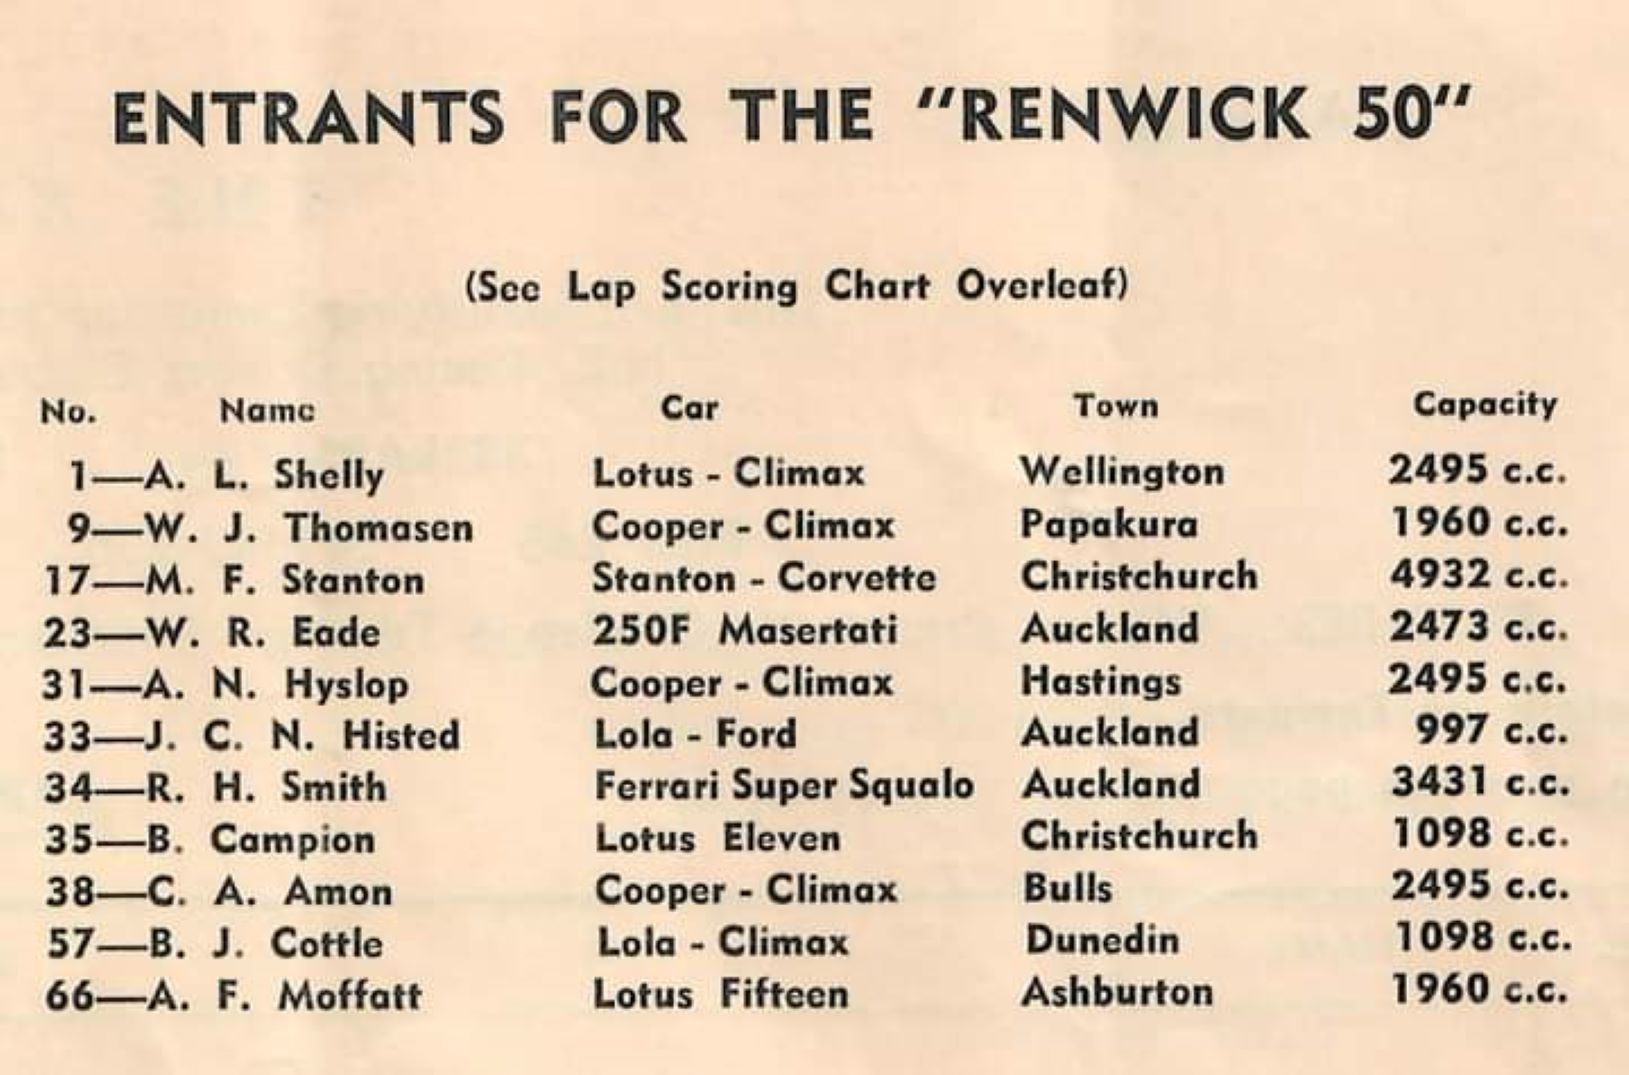 ENTRANTS FOR THE "RENWICK 50"
(See Lap Scoring Chart Overleaf)
No. Name Car Town Capacity
1—A. L. Shelly Lotus - Climax Wellington 2495 c.c.
9—W. J. Thomasen Cooper - Climax Papakura 1960 c.c.
17—M. F. Stanton Stanton - Corvette Christchurch 4932 c.c.
23—W. R. Eade 250F Masertati Auckland 2473 c.c.
31—A. N. Hyslop Cooper - Climax Hastings 2495 c.c.
33—J. C. N. Histed Lola - Ford Auckland 997 c.c.
34—R. H. Smith Ferrari Super Squalo Auckland 3431 c.c.
35—B. Campion Lotus Eleven Christchurch 1098 c.c.
38—C. A. Amon Cooper - Climax Bulls 2495 c.c.
57—B. J. Cottle Lola - Climax Dunedin 1098 c.c.
66—A. F. Moffatt Lotus Fifteen Ashburton 1960 c.c.